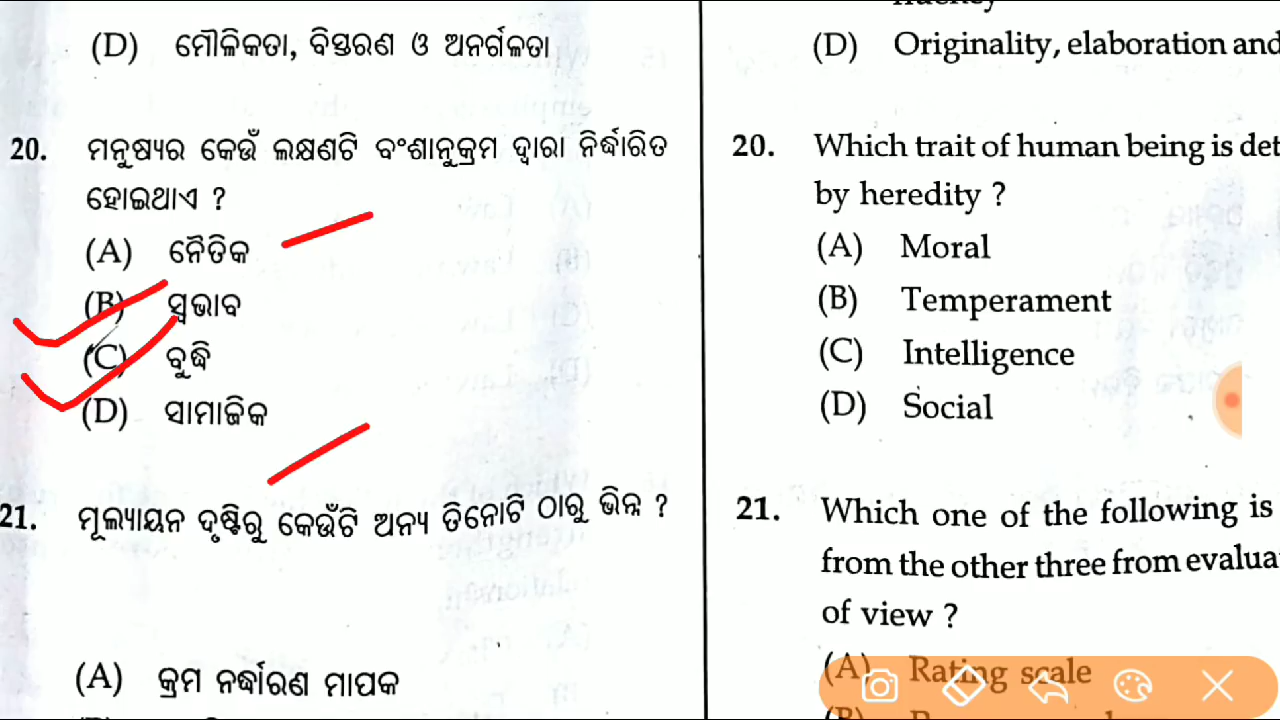 (D) ମୌଳିକତା, ବିସ୍ତରଣ ଓ ଅନର୍ଗଳତା
20. ମନୁଷ୍ୟର କେଉଁ ଲକ୍ଷଣଟି ବଂଶାନୁକ୍ରମ ଦ୍ୱାରା ନିର୍ଦ୍ଧାରିତ
ହୋଇଥାଏ ?
(A) ନୈତିକ
(B) ସ୍ୱଭାବ
(C) ବୁଦ୍ଧି
(D) ସାମାଜିକ
21. ମୂଲ୍ୟାୟନ ଦୃଷ୍ଟିରୁ କେଉଁଟି ଅନ୍ୟ ତିନୋଟି ଠାରୁ ଭିନ୍ନ ?
(A) କ୍ରମ ନର୍ଦ୍ଧାରଣ ମାପକ
(D) Originality, elaboration and
20. Which trait of human being is det
by heredity ?
(A) Moral
(B) Temperament
(C) Intelligence
(D) Social
21. Which one of the following is
from the other three from evalua
of view ?
(A) Rating scale